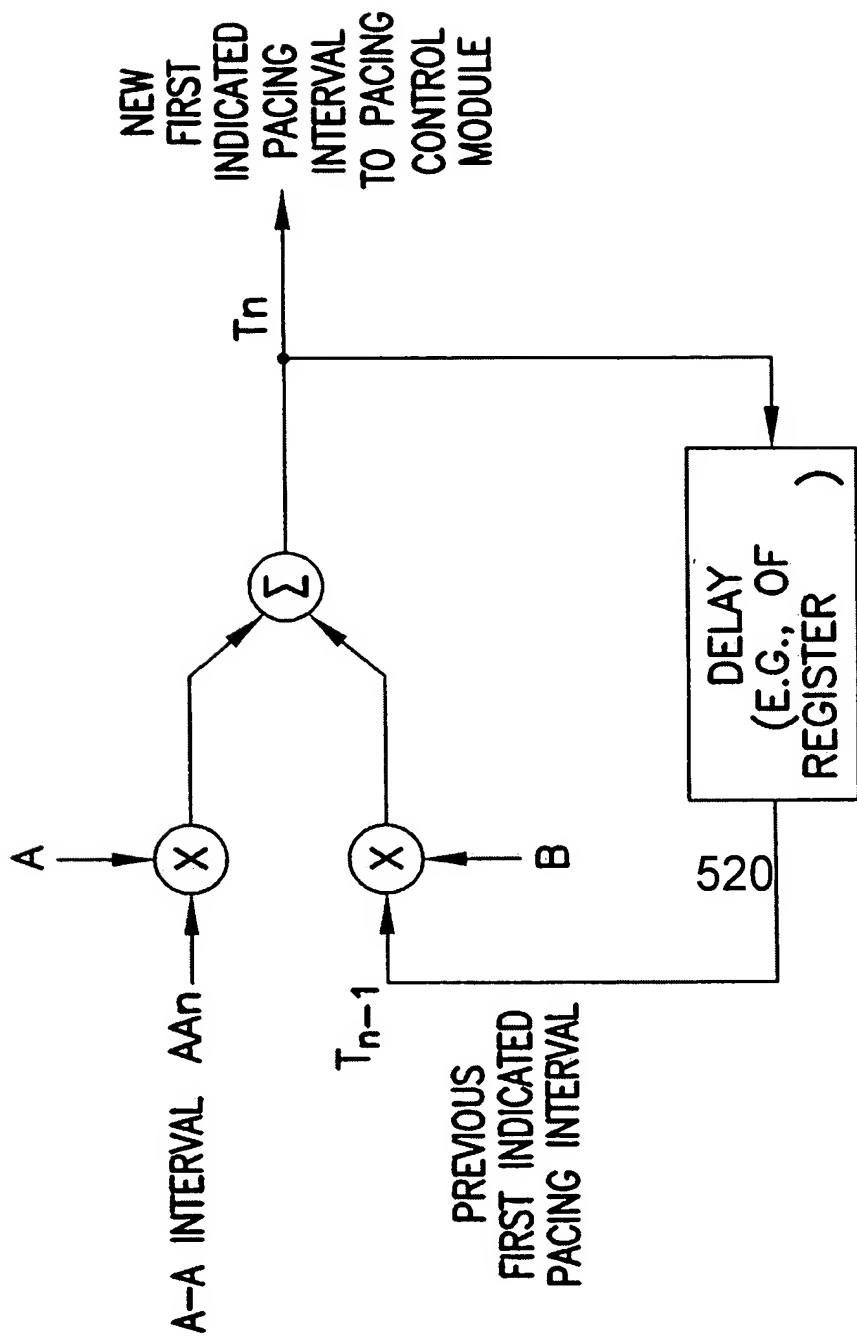 A-A INTERVAL AAn
A
X
Tn-1
X
B
PREVIOUS
FIRST INDICATED
PACING INTERVAL
Σ
Tn
NEW
FIRST
INDICATED
PACING
INTERVAL
TO PACING
CONTROL
MODULE
520
DELAY
(E.G., OF
REGISTER )